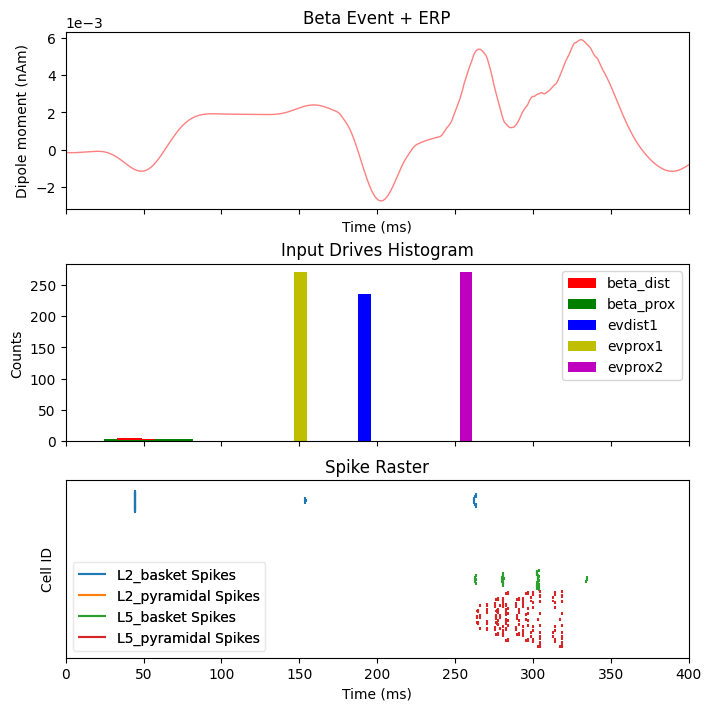 Beta Event + ERP
1e−3
6
4
2
0
−2
Dipole moment (nAm)
Time (ms)
Input Drives Histogram
250
200
150
100
50
0
Counts
beta_dist
beta_prox
evdist1
evprox1
evprox2
Spike Raster
Cell ID
L2_basket Spikes
L2_pyramidal Spikes
L5_basket Spikes
L5_pyramidal Spikes
0 50 100 150 200 250 300 350 400
Time (ms)